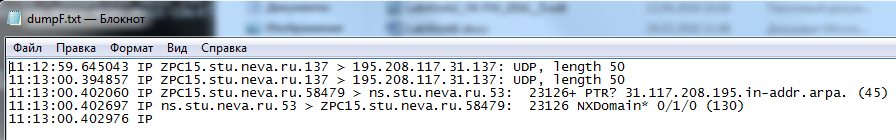 dumpF.txt — Блокнот
Файл Правка Формат Вид Справка
11:12:59.645043 IP ZPC15.stu.neva.ru.137 > 195.208.117.31.137: UDP, length 50
11:13:00.394857 IP ZPC15.stu.neva.ru.137 > 195.208.117.31.137: UDP, length 50
11:13:00.402060 IP ZPC15.stu.neva.ru.58479 > ns.stu.neva.ru.53:  23126+ PTR? 31.117.208.195.in-addr.arpa. (45)
11:13:00.402697 IP ns.stu.neva.ru.53 > ZPC15.stu.neva.ru.58479:  23126 NXDomain* 0/1/0 (130)
11:13:00.402976 IP